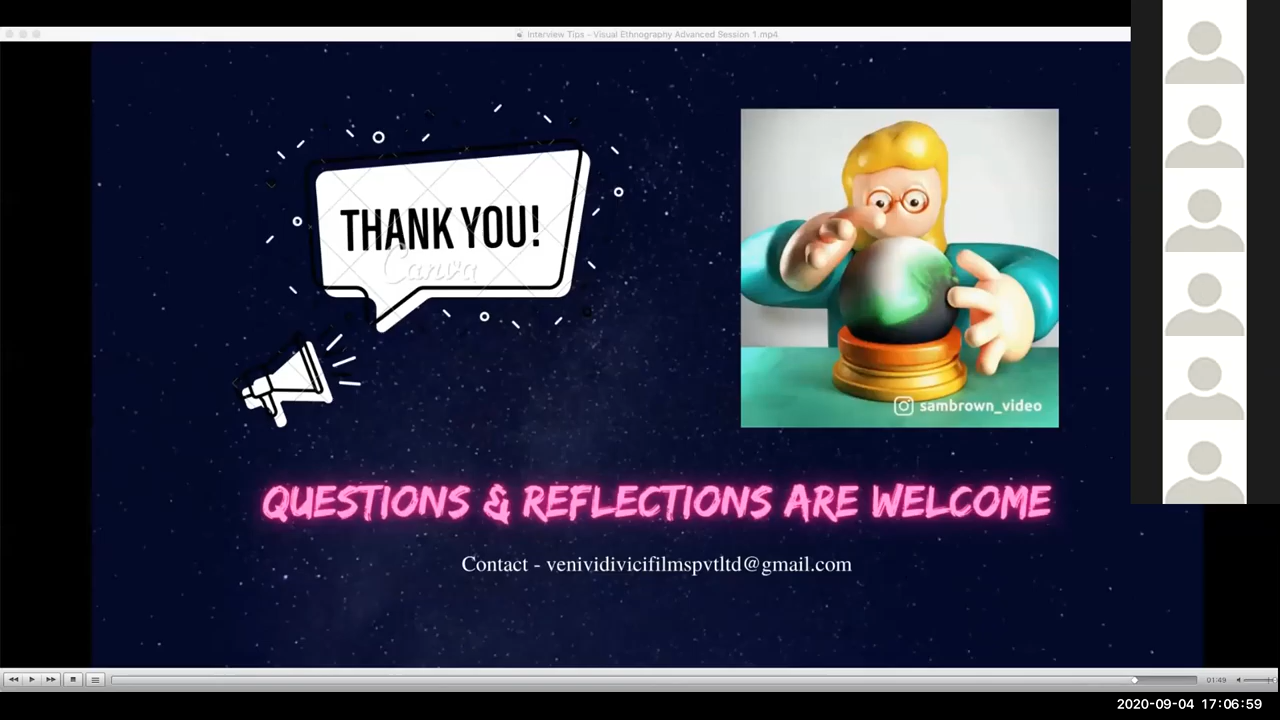 Interview Tips - Visual Ethnography Advanced Session 1.mp4
THANK YOU!
Canva
sambrown_video
QUESTIONS & REFLECTIONS ARE WELCOME
Contact - venividivicifilmspvtltd@gmail.com
01:49
2020-09-04 17:06:59